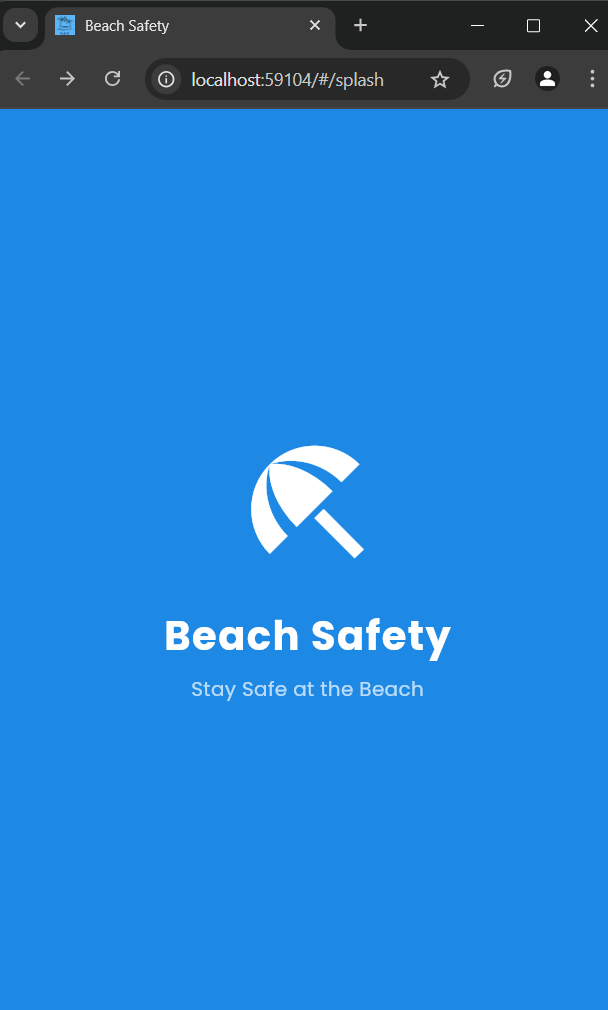 Beach Safety
localhost:59104/#/splash
Beach Safety
Stay Safe at the Beach